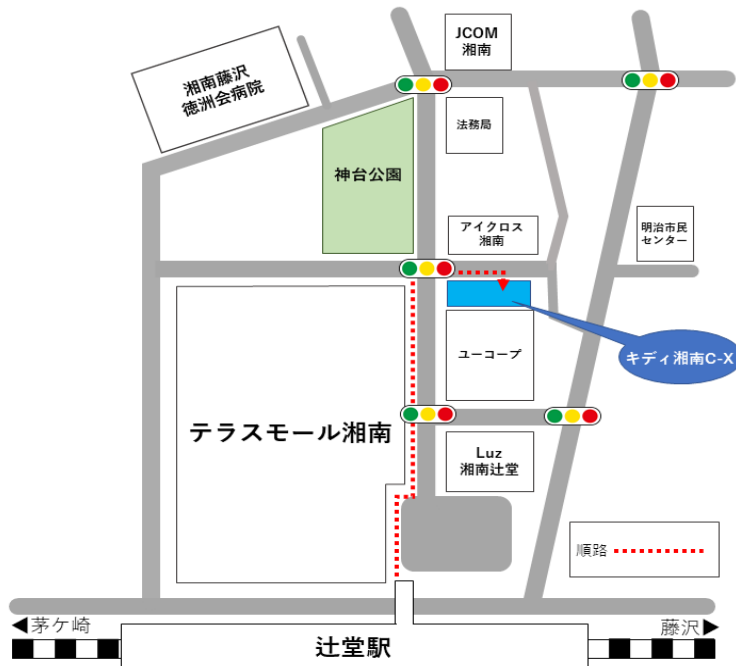 JCOM
湘南
湘南藤沢
徳洲会病院
法務局
神台公園
アイクロス
湘南
明治市民
センター
キディ湘南C-X
ユーコープ
テラスモール湘南
Luz
湘南辻堂
順路
◀茅ケ崎
藤沢▶
辻堂駅